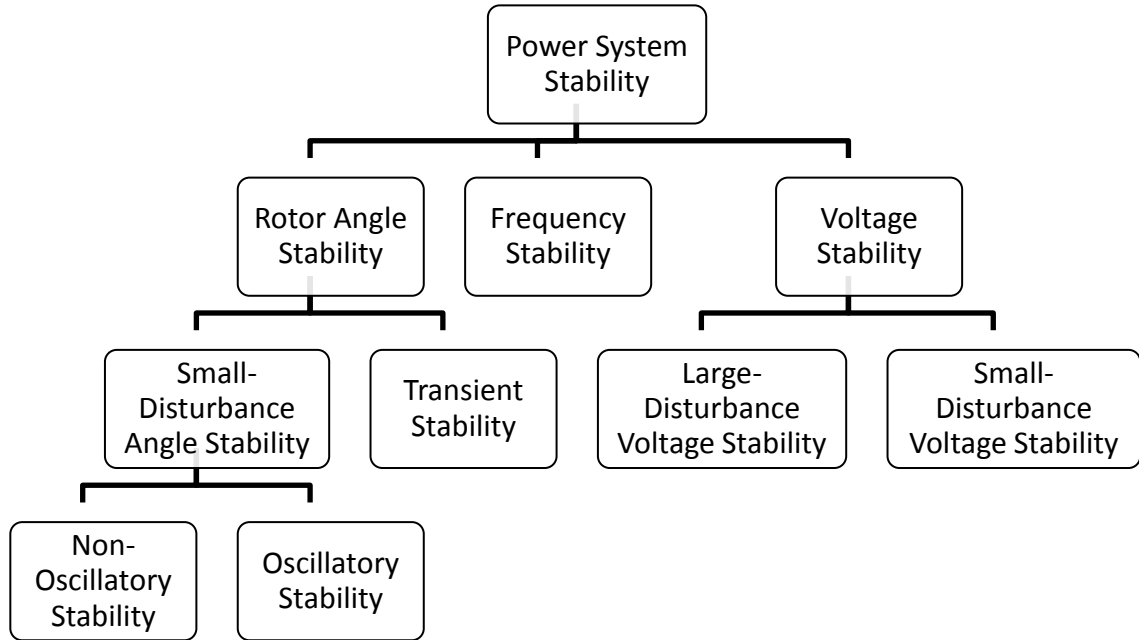 Power System
Stability
Rotor Angle
Stability
Frequency
Stability
Voltage
Stability
Small-
Disturbance
Angle Stability
Transient
Stability
Large-
Disturbance
Voltage Stability
Small-
Disturbance
Voltage Stability
Non-
Oscillatory
Stability
Oscillatory
Stability